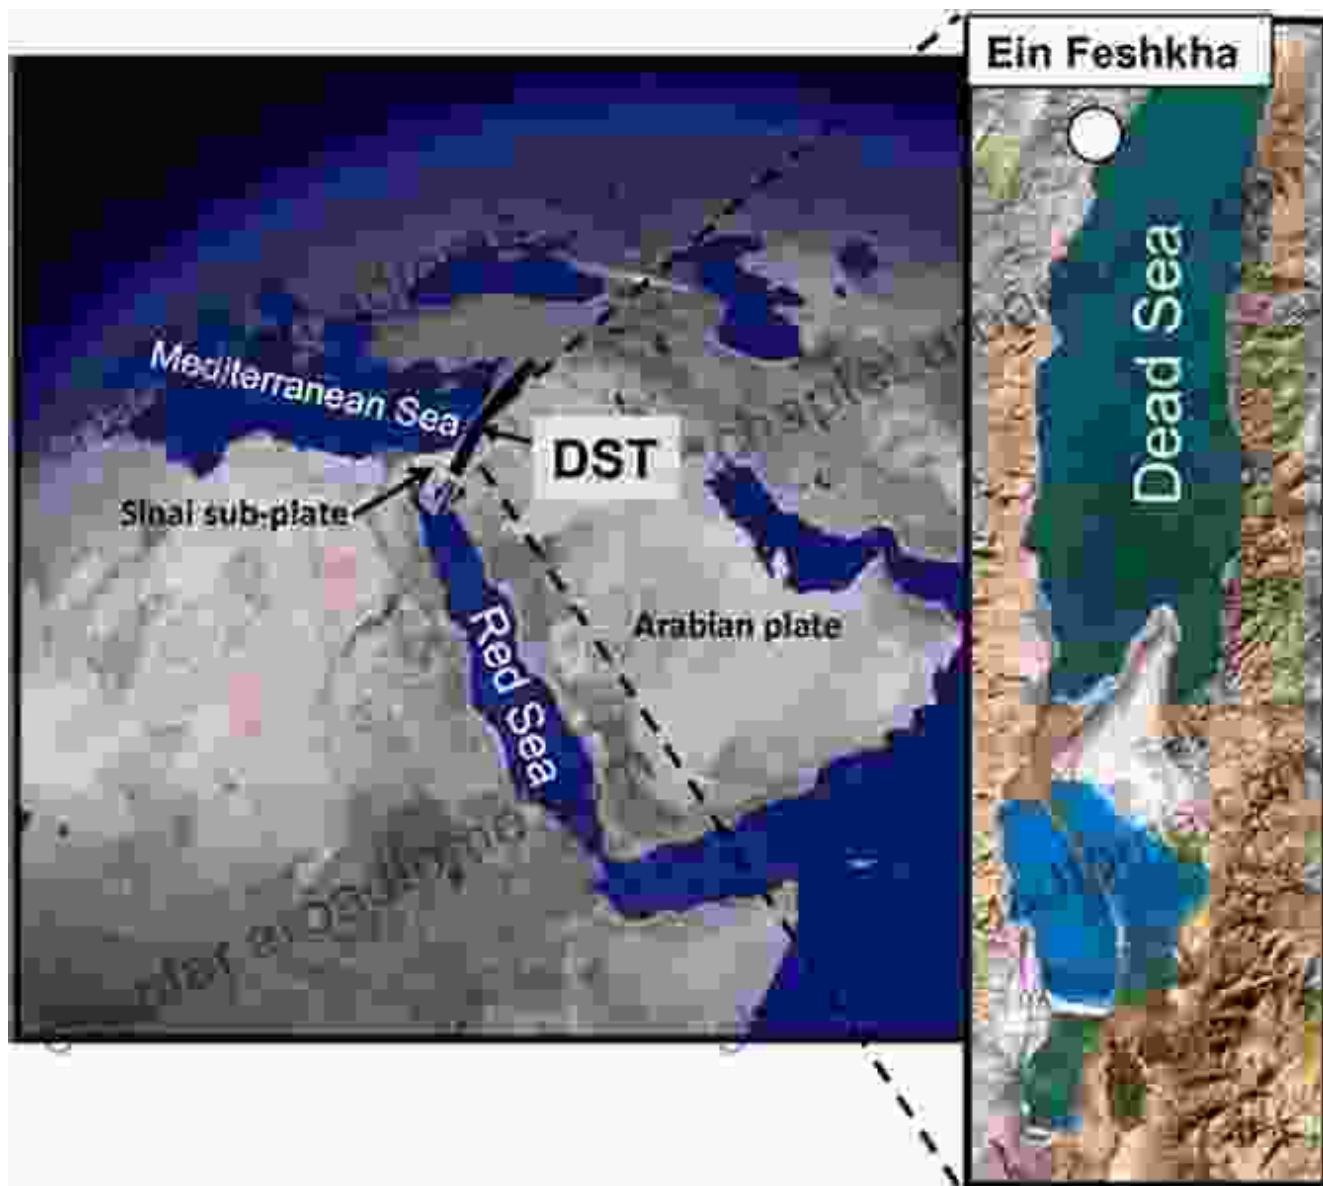 Ein Feshkha
Mediterranean Sea
DST
Sinai sub-plate
Arabian plate
Red Sea
Dead Sea